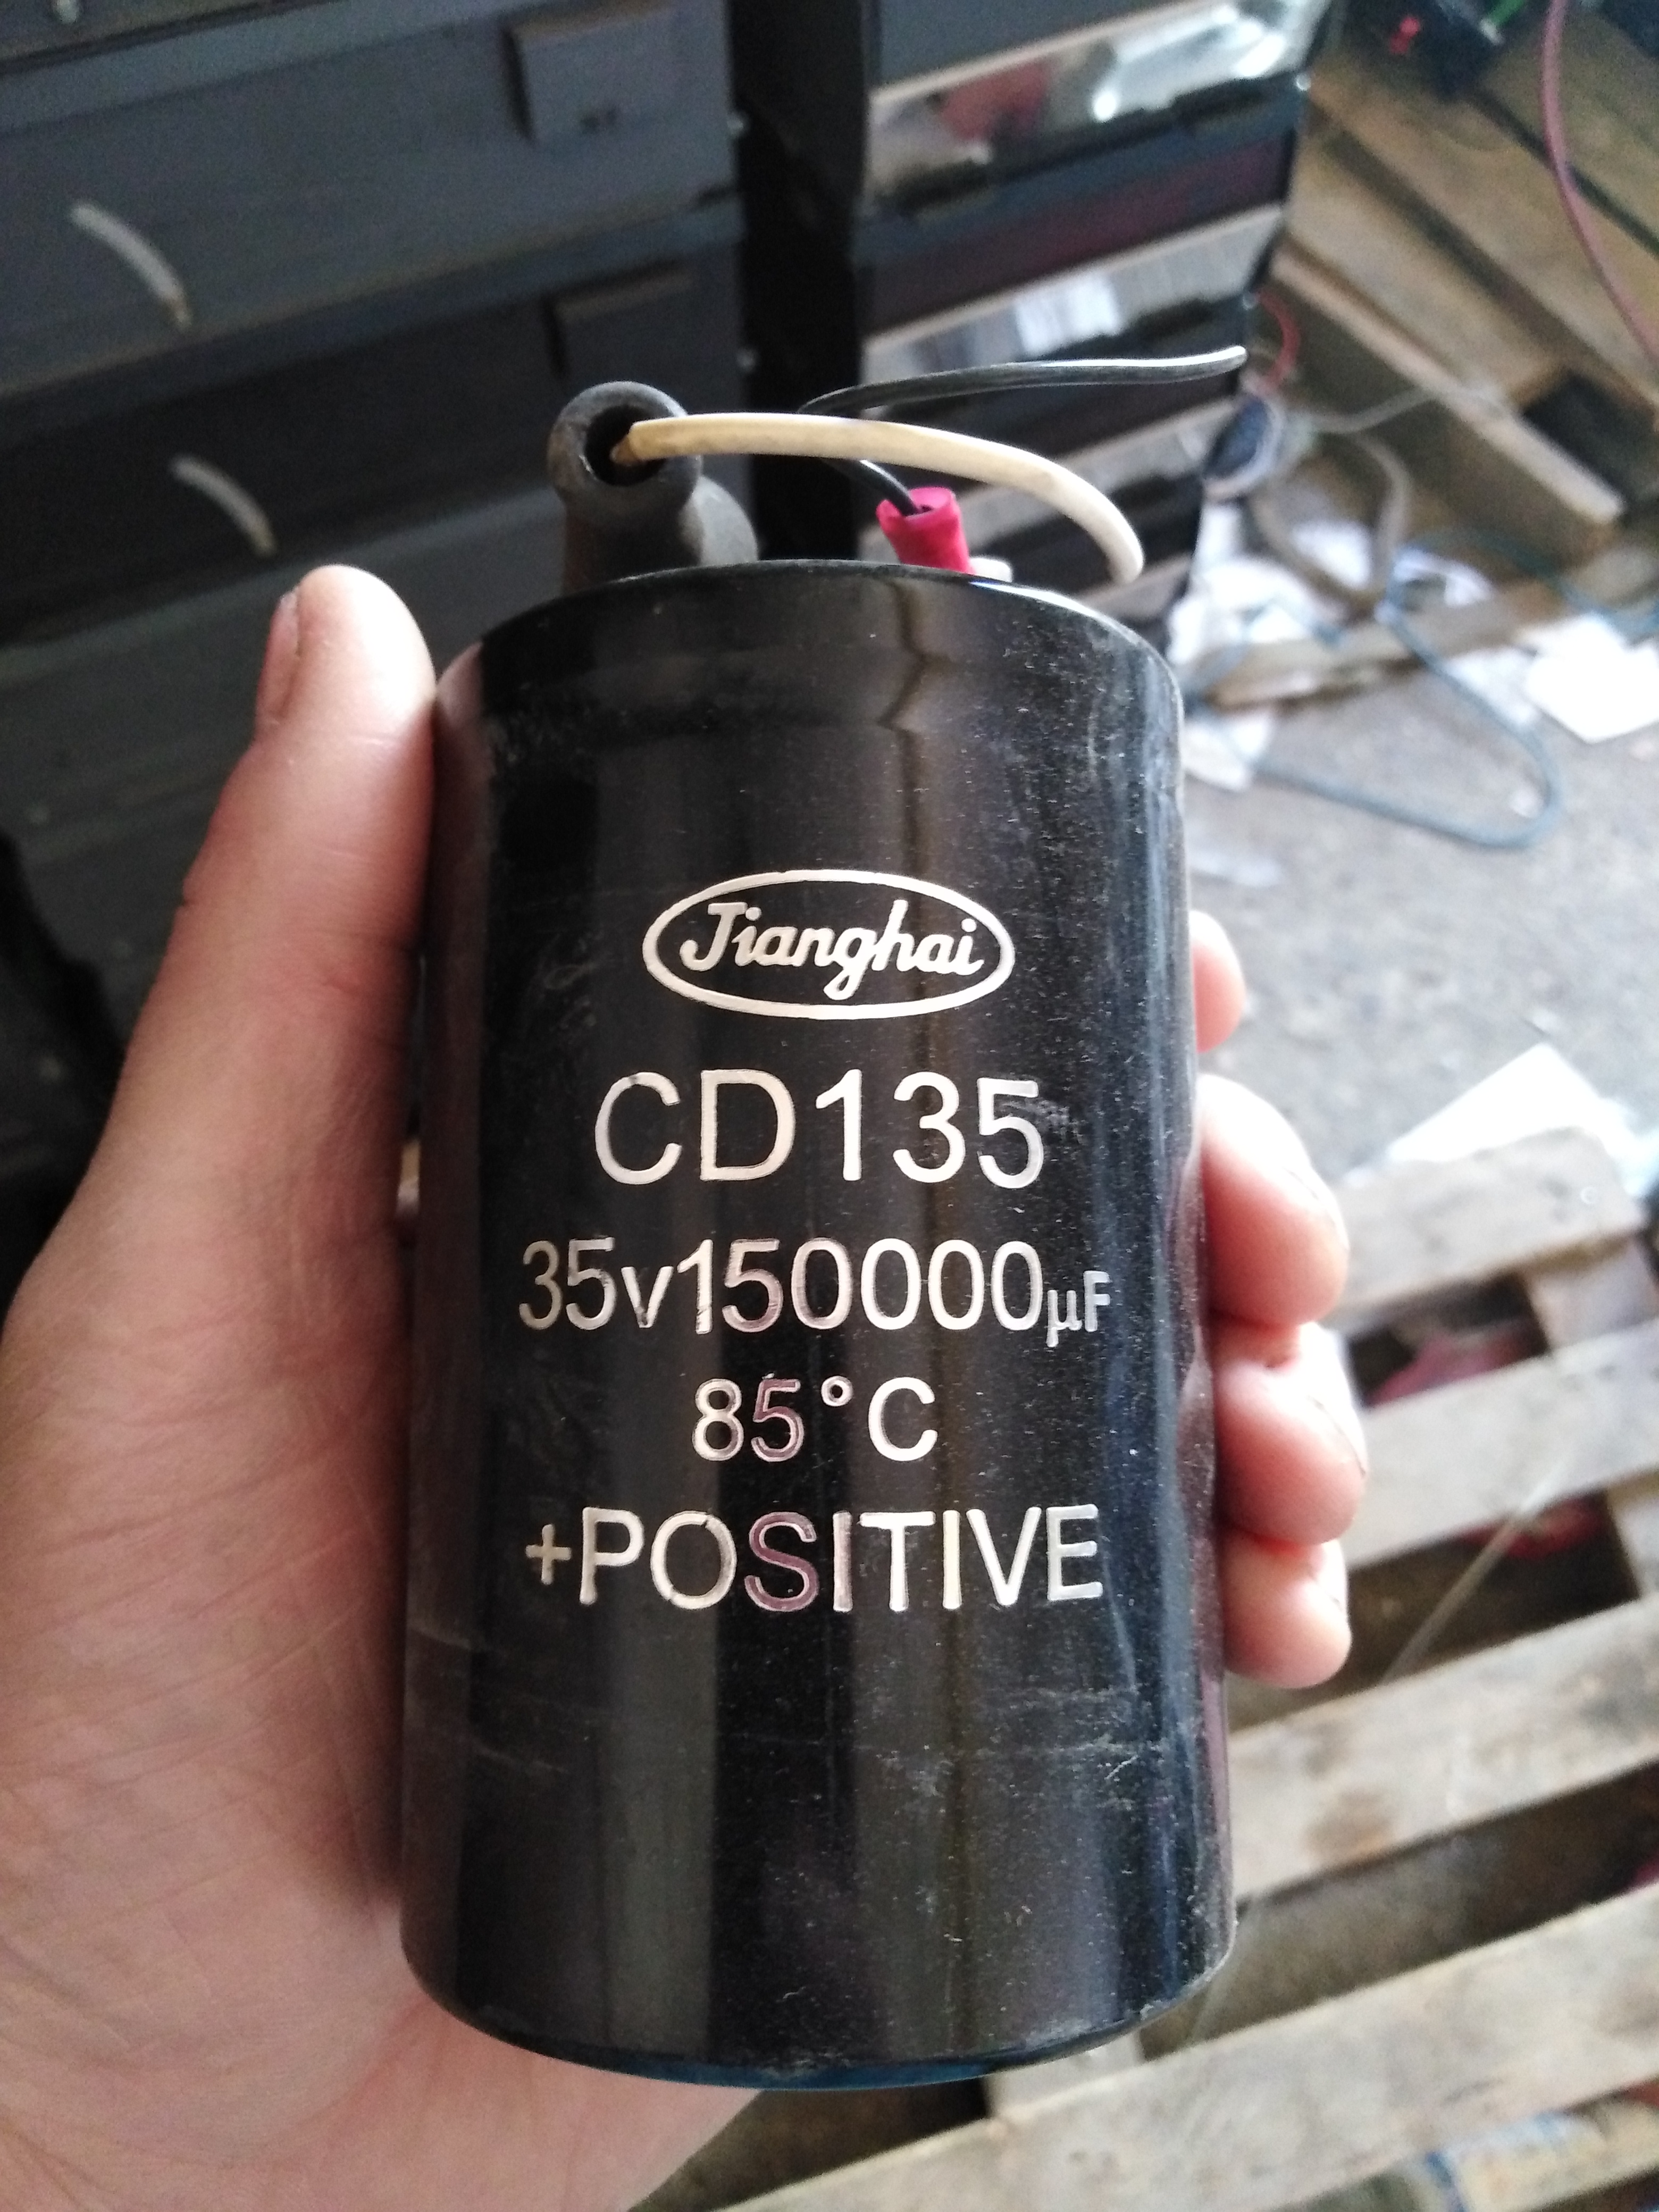 Jianghai
CD135
35v150000µF
85°C
+POSITIVE